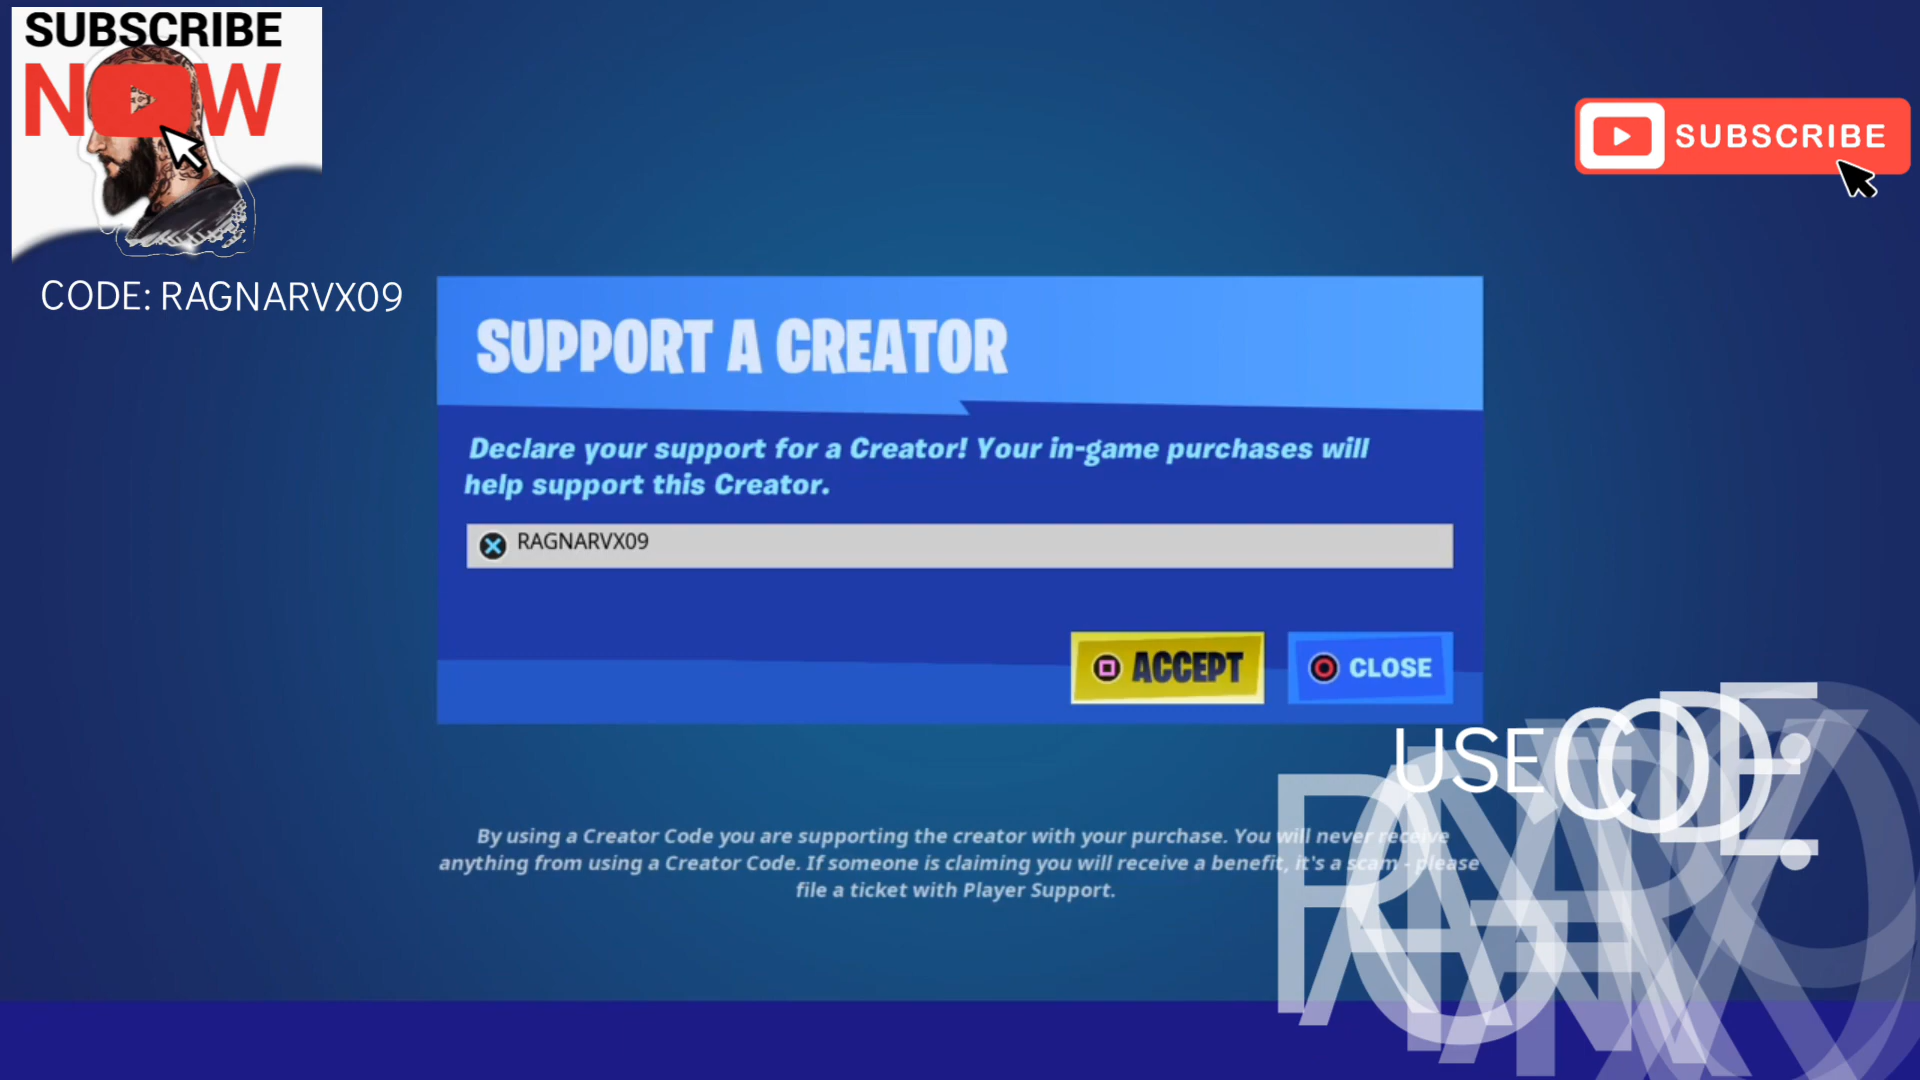 SUBSCRIBE
NOW
SUBSCRIBE
CODE: RAGNARVX09
SUPPORT A CREATOR
Declare your support for a Creator! Your in-game purchases will
help support this Creator.
RAGNARVX09
ACCEPT
CLOSE
USE CODE:
By using a Creator Code you are supporting the creator with your purchase. You will never receive
anything from using a Creator Code. If someone is claiming you will receive a benefit, it's a scam - please
file a ticket with Player Support.